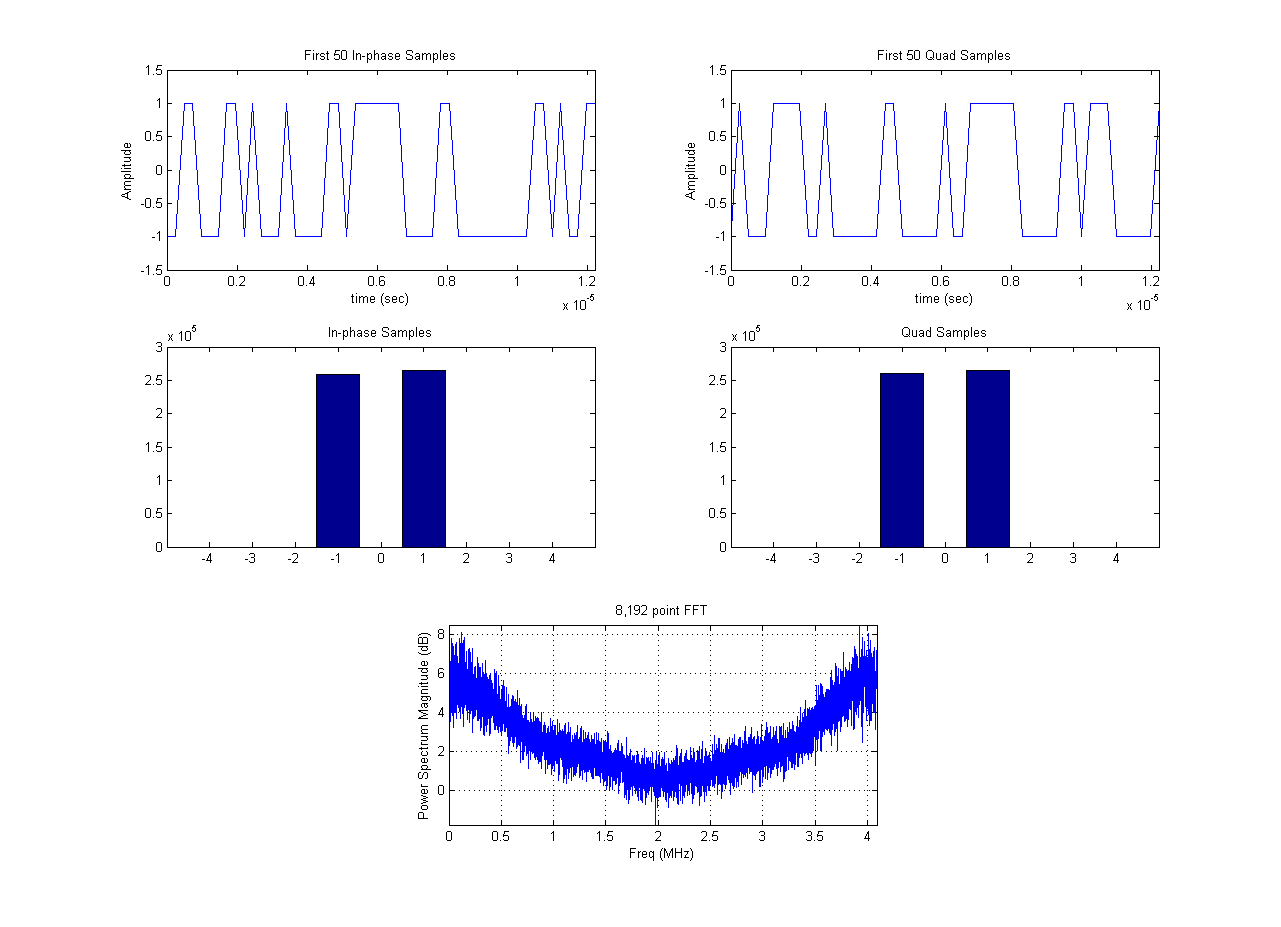 First 50 In-phase Samples
1.5
1
0.5
0
-0.5
-1
-1.5
Amplitude
0 0.2 0.4 0.6 0.8 1 1.2
time (sec)
x 10^-5
First 50 Quad Samples
1.5
1
0.5
0
-0.5
-1
-1.5
Amplitude
0 0.2 0.4 0.6 0.8 1 1.2
time (sec)
x 10^-5
In-phase Samples
x 10^5
3
2.5
2
1.5
1
0.5
0
-4 -3 -2 -1 0 1 2 3 4
Quad Samples
x 10^5
3
2.5
2
1.5
1
0.5
0
-4 -3 -2 -1 0 1 2 3 4
8,192 point FFT
8
6
4
2
0
Power Spectrum Magnitude (dB)
0 0.5 1 1.5 2 2.5 3 3.5 4
Freq (MHz)